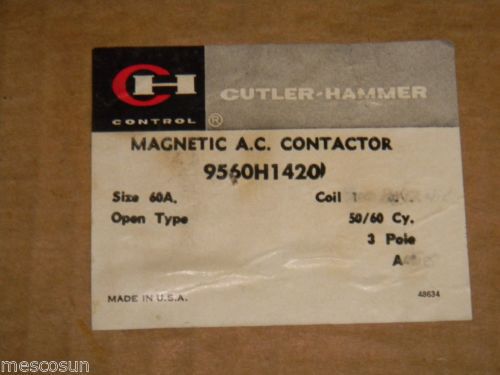 CH
CONTROL ®
CUTLER-HAMMER
MAGNETIC A.C. CONTACTOR
9560H1420
Size 60A.
Coil
Open Type
50/60 Cy.
3 Pole
MADE IN U.S.A.
48634
mescosun